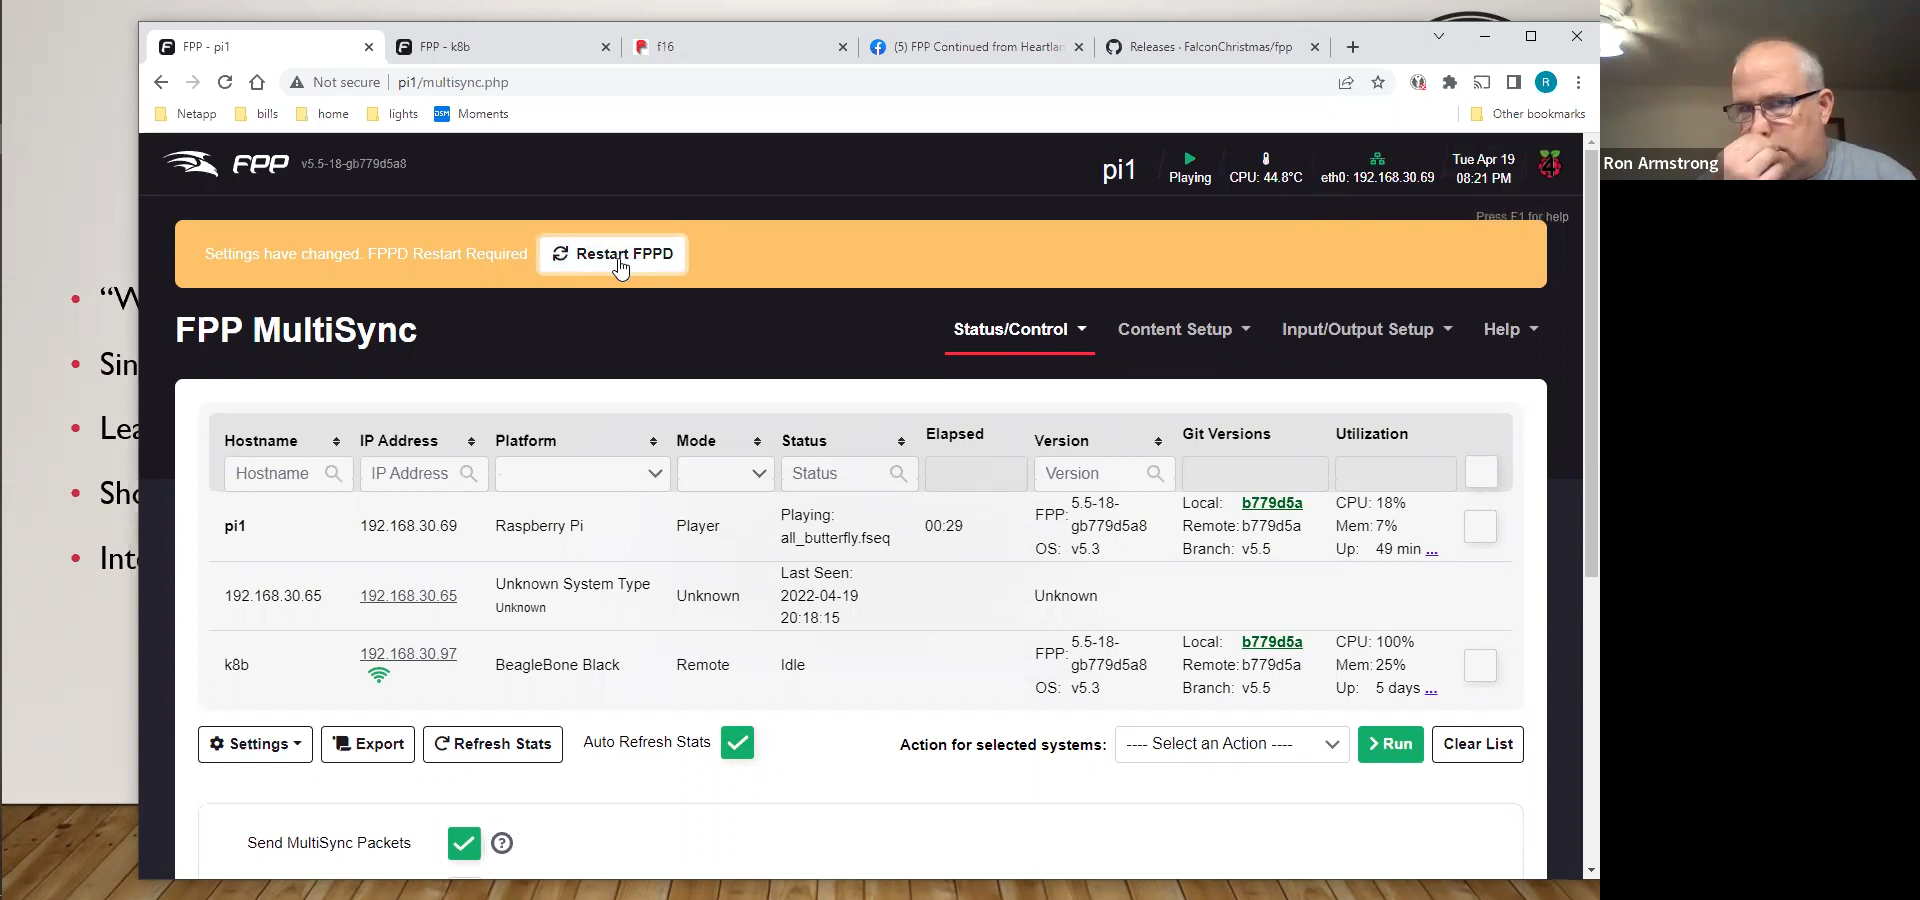 FPP - pi1
FPP - k8b
f16
(5) FPP Continued from Heartlan
Releases · FalconChristmas/fpp
Not secure
pi1/multisync.php
R
Netapp
bills
home
lights
DSM
Moments
Other bookmarks
FPP
v5.5-18-gb779d5a8
pi1
Playing
CPU: 44.8°C
eth0: 192.168.30.69
Tue Apr 19
08:21 PM
4
Press F1 for help
Settings have changed. FPPD Restart Required
Restart FPPD
FPP MultiSync
Status/Control
Content Setup
Input/Output Setup
Help
Hostname
IP Address
Platform
Mode
Status
Elapsed
Version
Git Versions
Utilization
Hostname
IP Address
Status
Version
pi1
192.168.30.69
Raspberry Pi
Player
Playing:
all_butterfly.fseq
00:29
FPP: 5.5-18-
gb779d5a8
OS: v5.3
Local: b779d5a
Remote: b779d5a
Branch: v5.5
CPU: 18%
Mem: 7%
Up: 49 min ...
192.168.30.65
192.168.30.65
Unknown System Type
Unknown
Unknown
Last Seen:
2022-04-19
20:18:15
Unknown
k8b
192.168.30.97
BeagleBone Black
Remote
Idle
FPP: 5.5-18-
gb779d5a8
OS: v5.3
Local: b779d5a
Remote: b779d5a
Branch: v5.5
CPU: 100%
Mem: 25%
Up: 5 days ...
Settings
Export
Refresh Stats
Auto Refresh Stats
Action for selected systems:
---- Select an Action ----
Run
Clear List
Send MultiSync Packets
?
• “W
• Sin
• Lea
• Sho
• Inte
Ron Armstrong